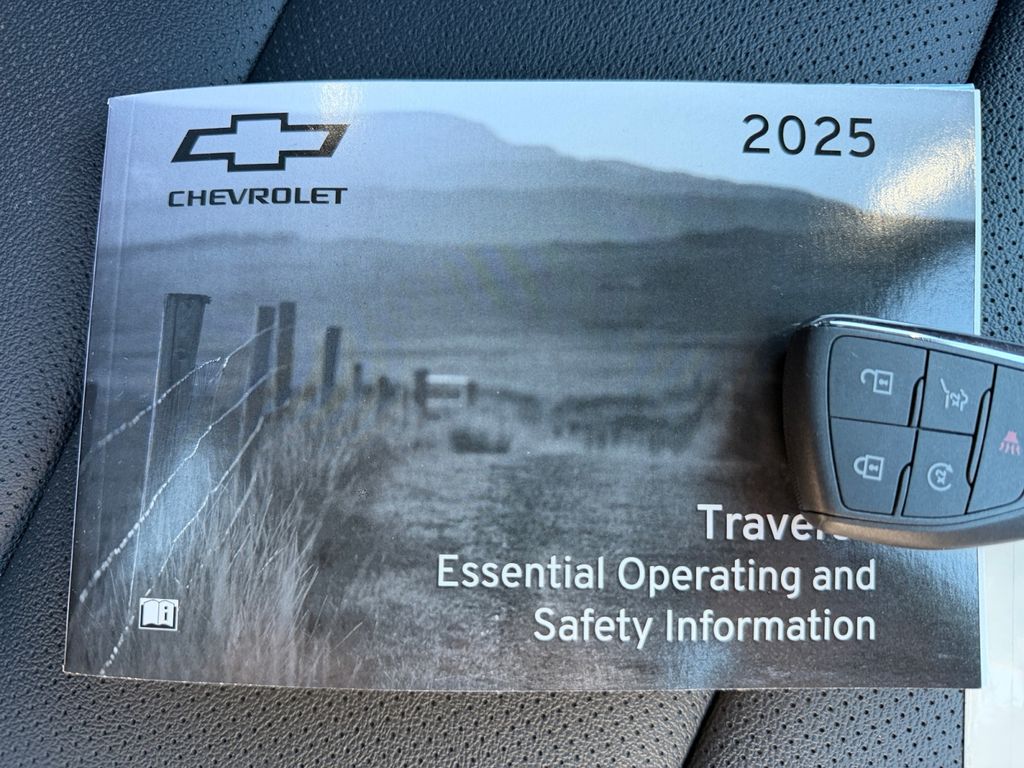 CHEVROLET
2025
Essential Operating and
Safety Information